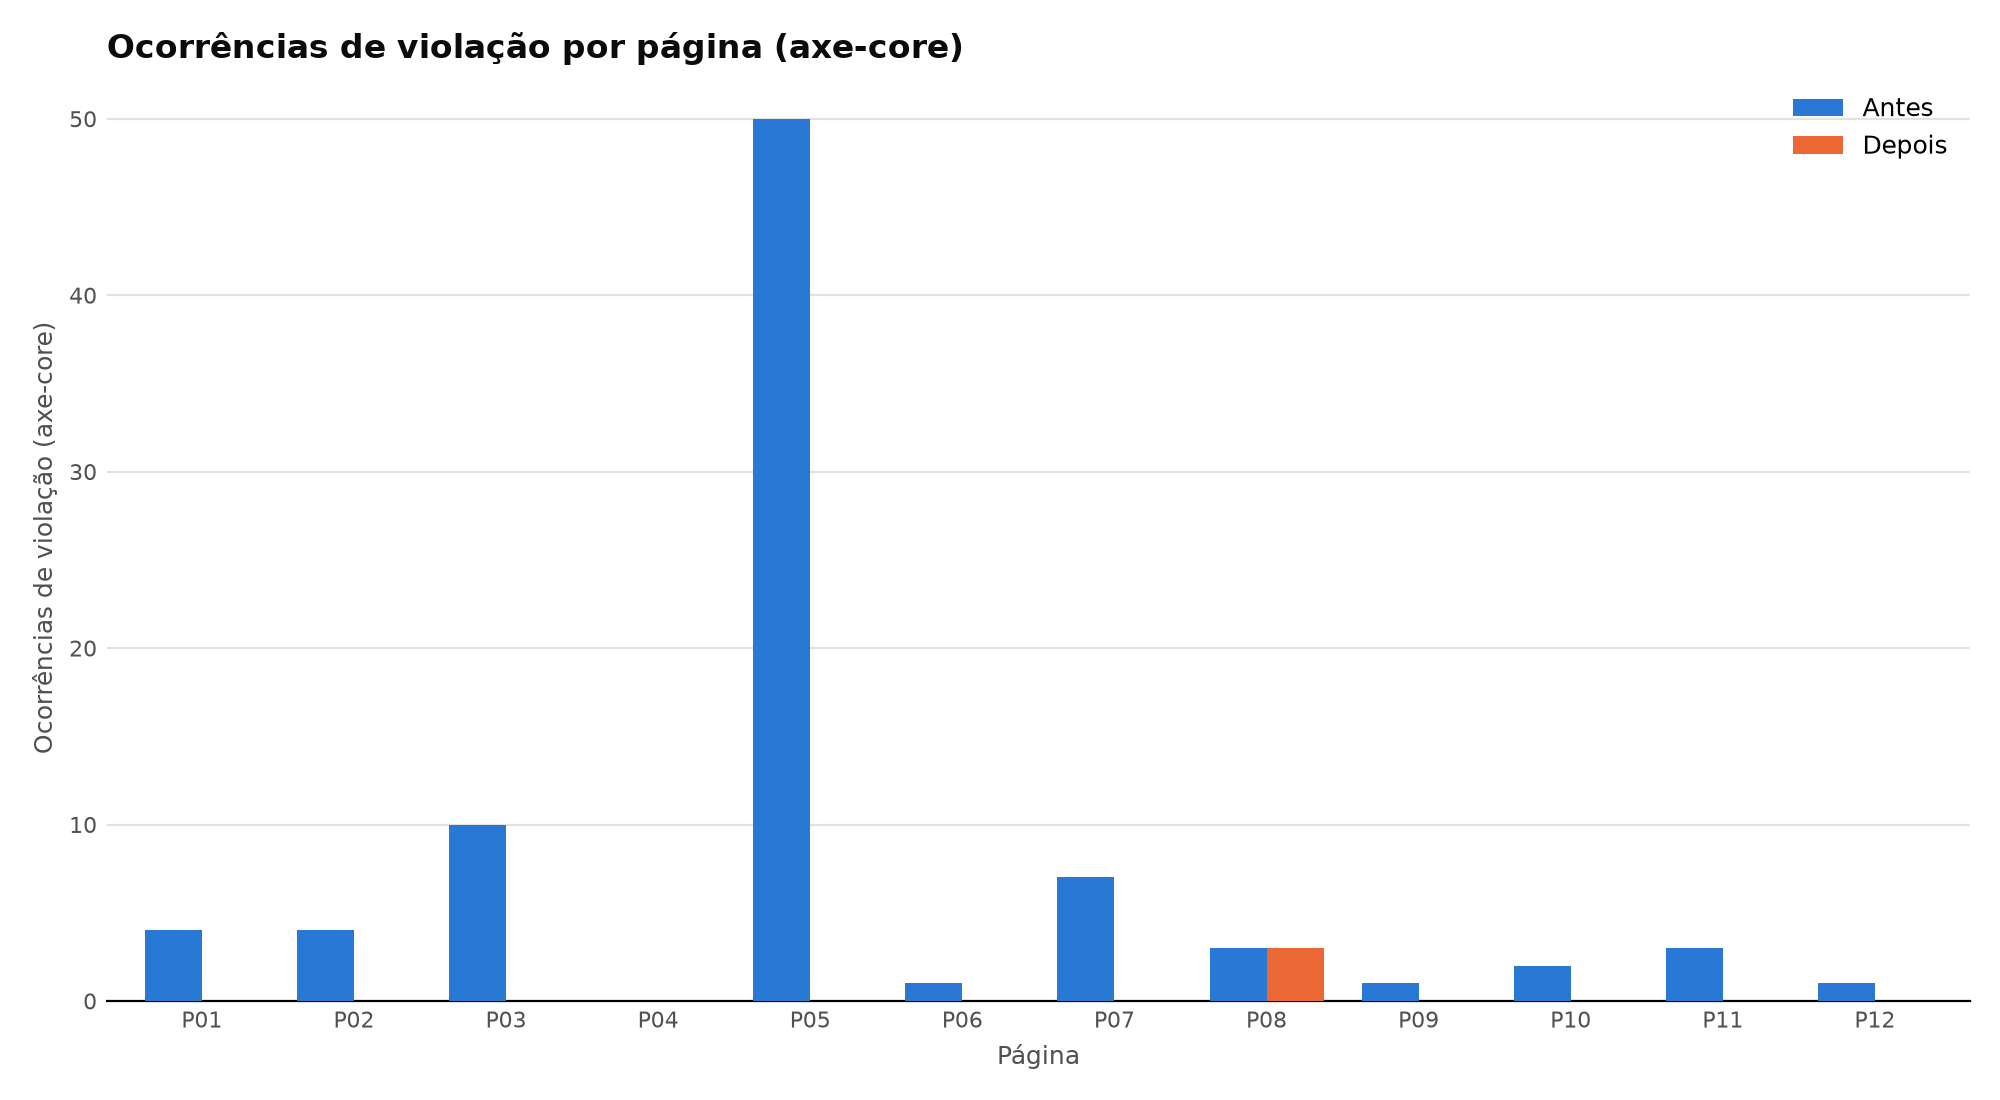 Ocorrências de violação por página (axe-core)
Antes
Depois
Ocorrências de violação (axe-core)
50
40
30
20
10
0
P01 P02 P03 P04 P05 P06 P07 P08 P09 P10 P11 P12
Página